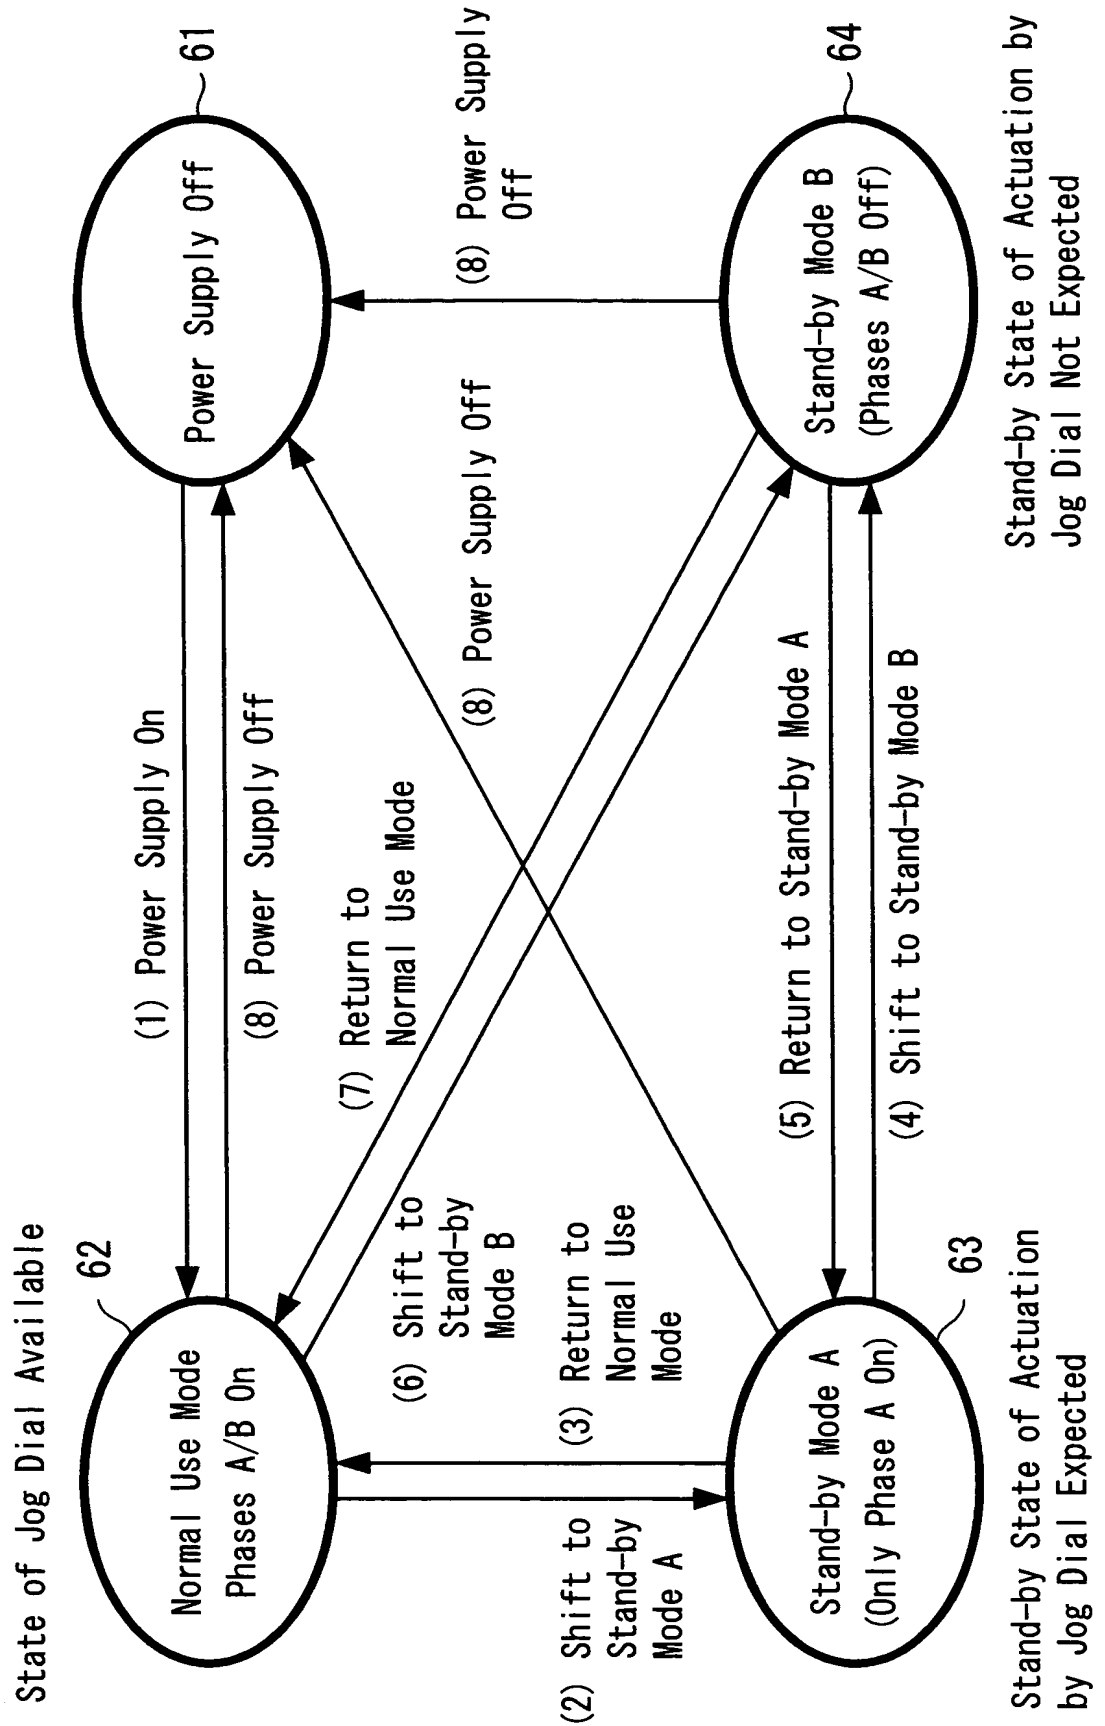 State of Jog Dial Available
62
Normal Use Mode
Phases A/B On
(1) Power Supply On
(8) Power Supply Off
61
Power Supply Off
(7) Return to
Normal Use Mode
(6) Shift to
Stand-by
Mode B
(8) Power Supply Off
(8) Power Supply
Off
(2) Shift to
Stand-by
Mode A
(3) Return to
Normal Use
Mode
(5) Return to Stand-by Mode A
(4) Shift to Stand-by Mode B
Stand-by Mode A
(Only Phase A On)
63
Stand-by State of Actuation
by Jog Dial Expected
64
Stand-by Mode B
(Phases A/B Off)
Stand-by State of Actuation by
Jog Dial Not Expected